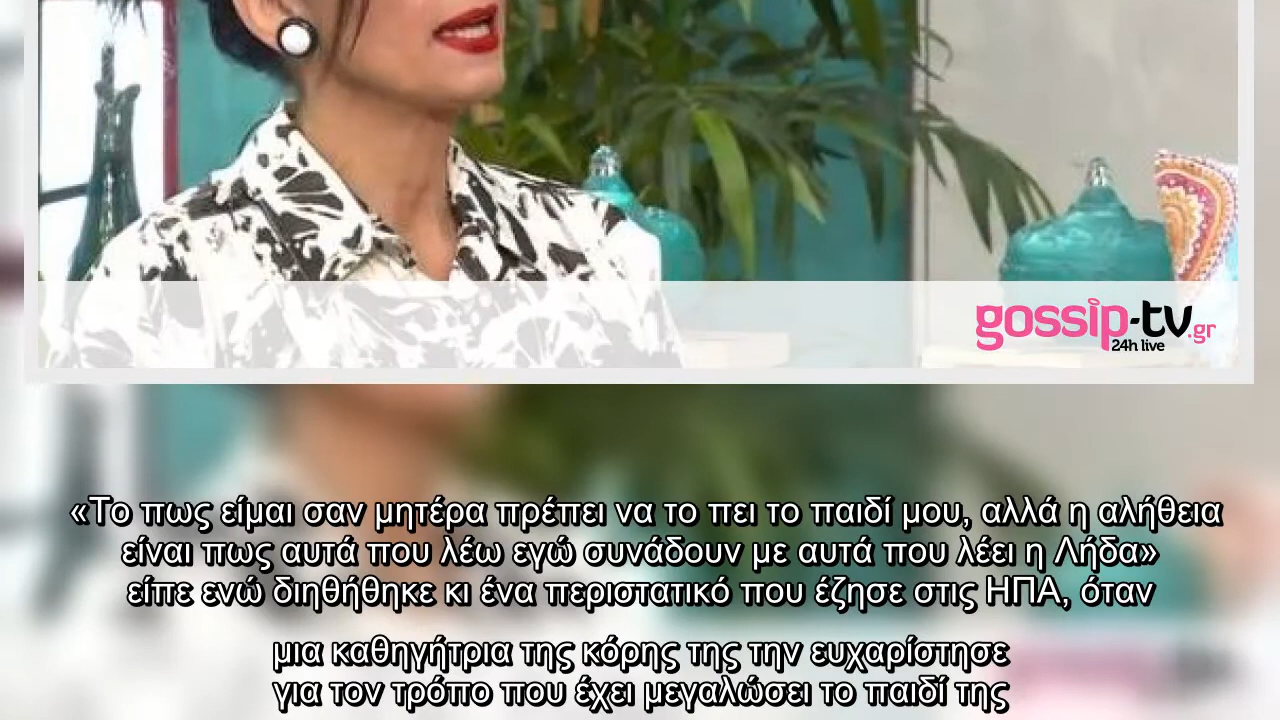 gossip-tv.gr
24h live
«Το πως είμαι σαν μητέρα πρέπει να το πει το παιδί μου, αλλά η αλήθεια
είναι πως αυτά που λέω εγώ συνάδουν με αυτά που λέει η Λήδα»
είπε ενώ διηθήθηκε κι ένα περιστατικό που έζησε στις ΗΠΑ, όταν
μια καθηγήτρια της κόρης της την ευχαρίστησε
για τον τρόπο που έχει μεγαλώσει το παιδί της